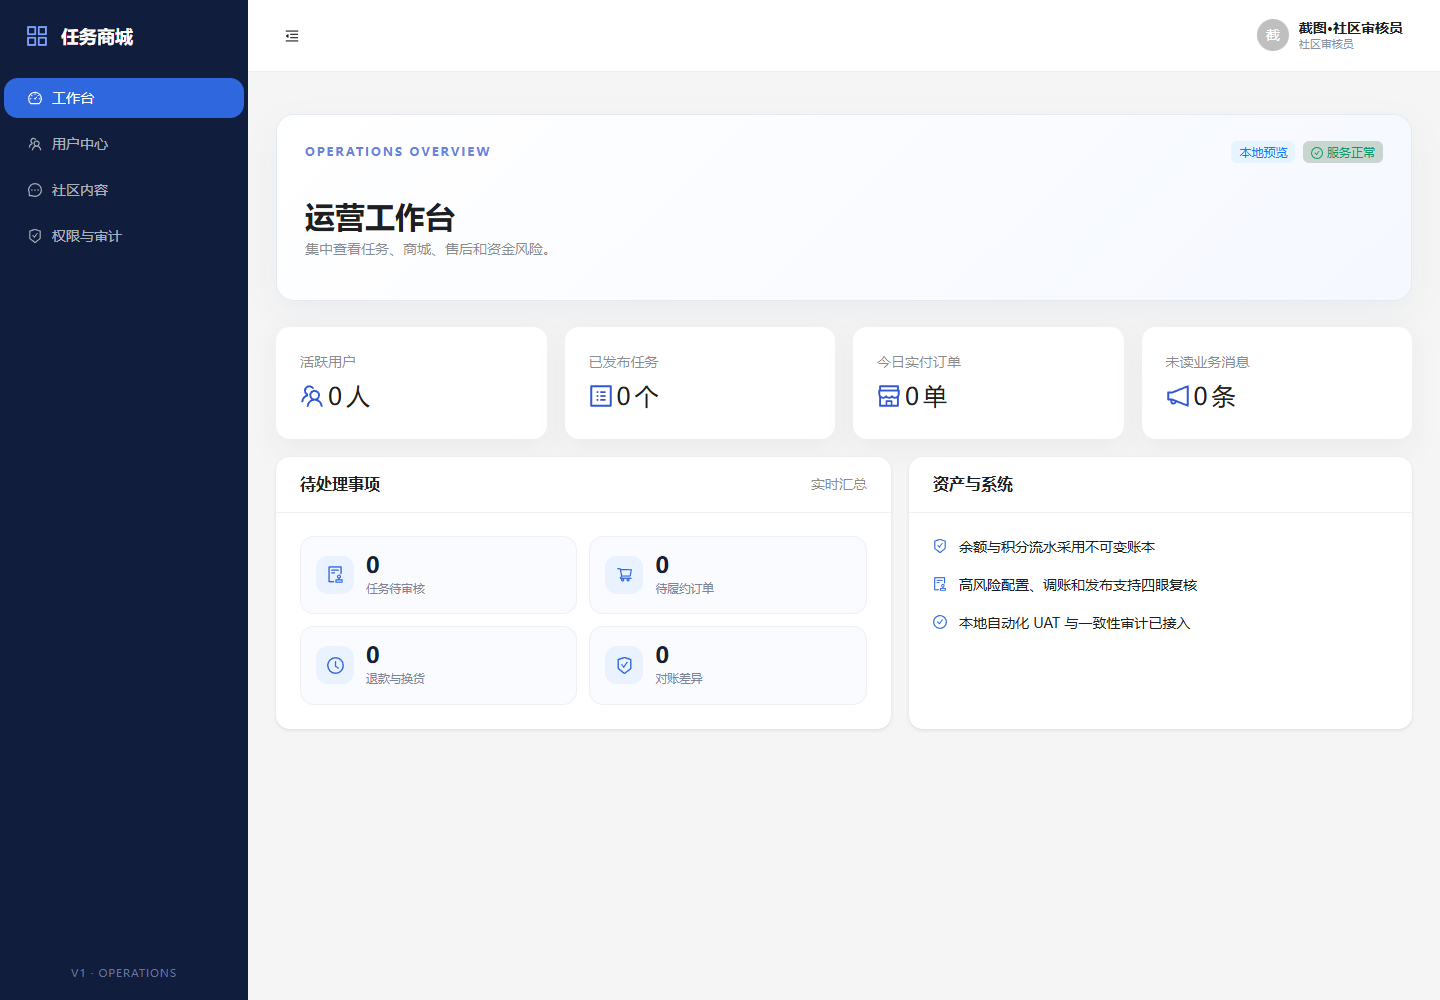 任务商城
工作台
用户中心
社区内容
权限与审计
V1 · OPERATIONS
截
截图•社区审核员
社区审核员
OPERATIONS OVERVIEW
本地预览
服务正常
运营工作台
集中查看任务、商城、售后和资金风险。
活跃用户
0 人
已发布任务
0 个
今日实付订单
0 单
未读业务消息
0 条
待处理事项
实时汇总
0
任务待审核
0
待履约订单
0
退款与换货
0
对账差异
资产与系统
余额与积分流水采用不可变账本
高风险配置、调账和发布支持四眼复核
本地自动化 UAT 与一致性审计已接入